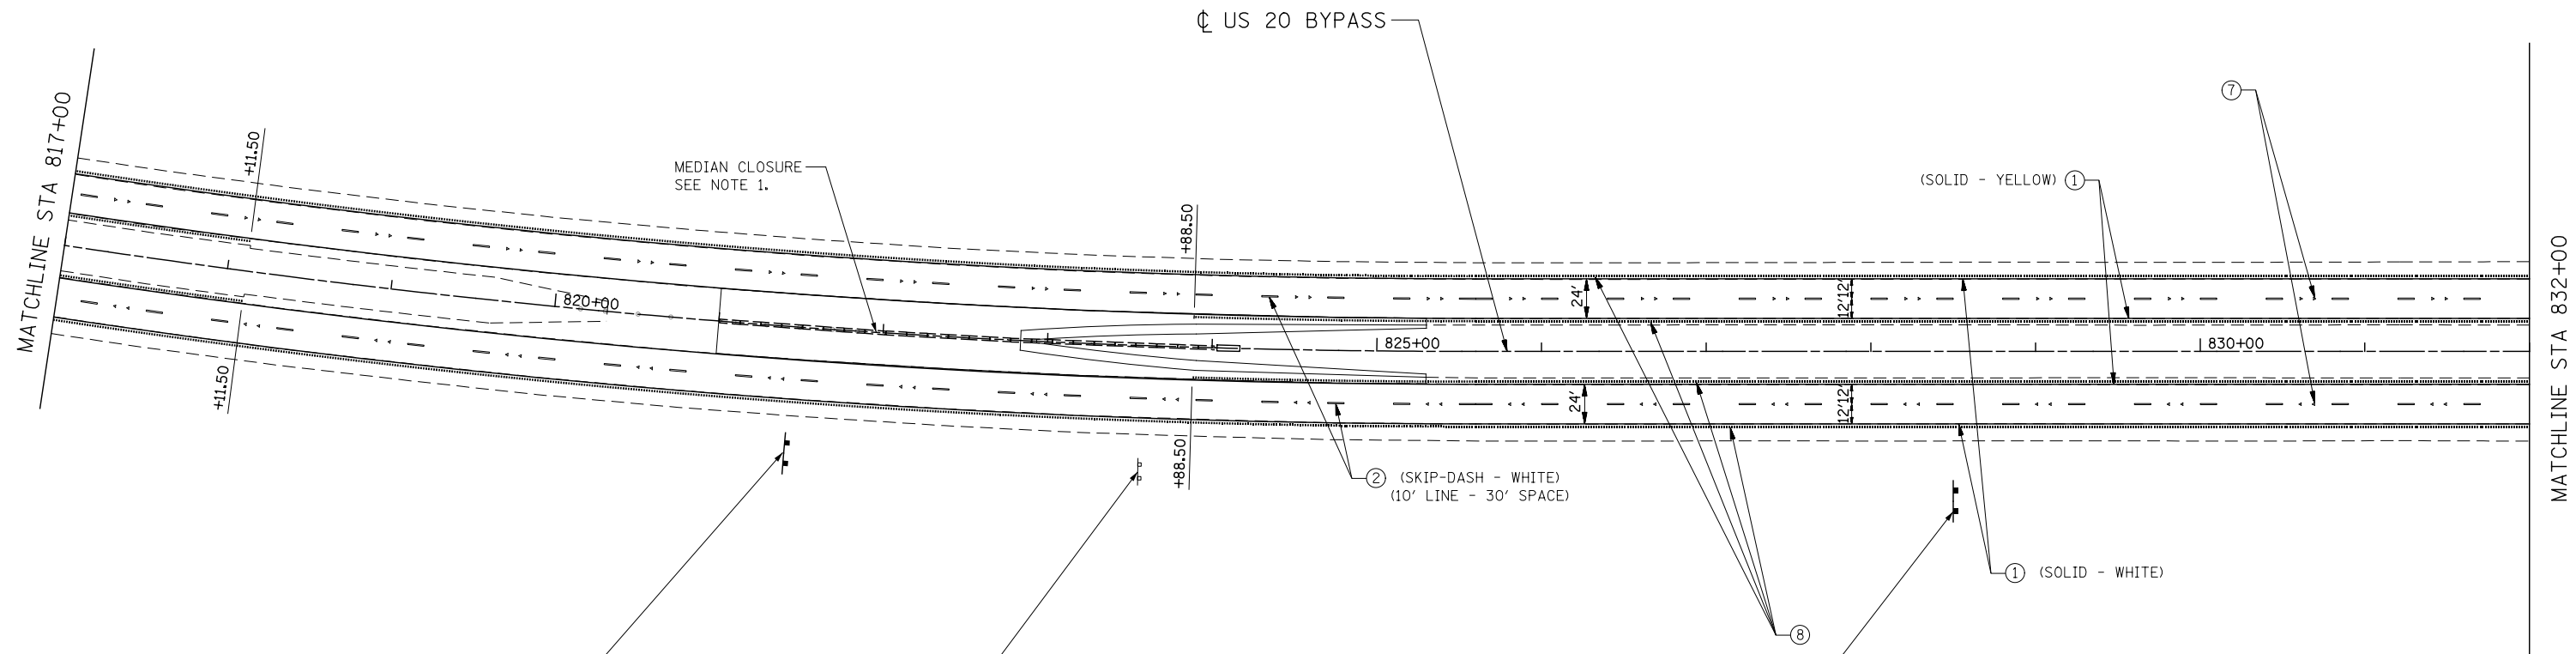 ℄ US 20 BYPASS
MATCHLINE STA 817+00
+11.50
MEDIAN CLOSURE
SEE NOTE 1.
+88.50
(SOLID - YELLOW) 1
7
820+00
24'
12'12'
825+00
830+00
+11.50
+88.50
24'
12'12'
2 (SKIP-DASH - WHITE)
(10' LINE - 30' SPACE)
1 (SOLID - WHITE)
8
MATCHLINE STA 832+00